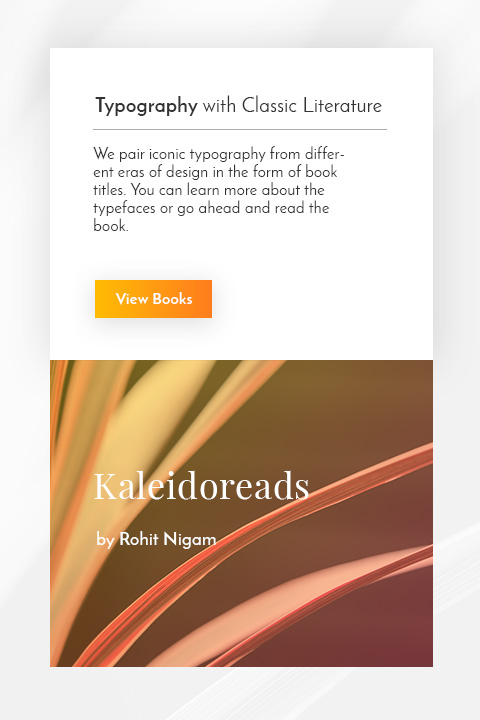 Typography with Classic Literature
We pair iconic typography from differ-
ent eras of design in the form of book
titles. You can learn more about the
typefaces or go ahead and read the
book.
View Books
Kaleidoreads
by Rohit Nigam